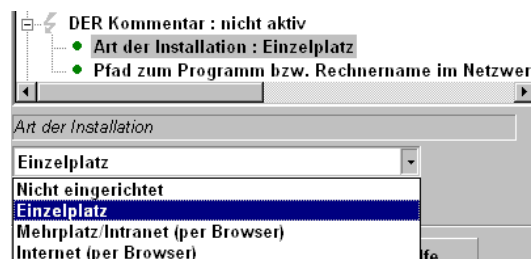 DER Kommentar : nicht aktiv
Art der Installation : Einzelplatz
Pfad zum Programm bzw. Rechnername im Netzwer
Art der Installation
Einzelplatz
Nicht eingerichtet
Einzelplatz
Mehrplatz/Intranet (per Browser)
Internet (per Browser)
lfe